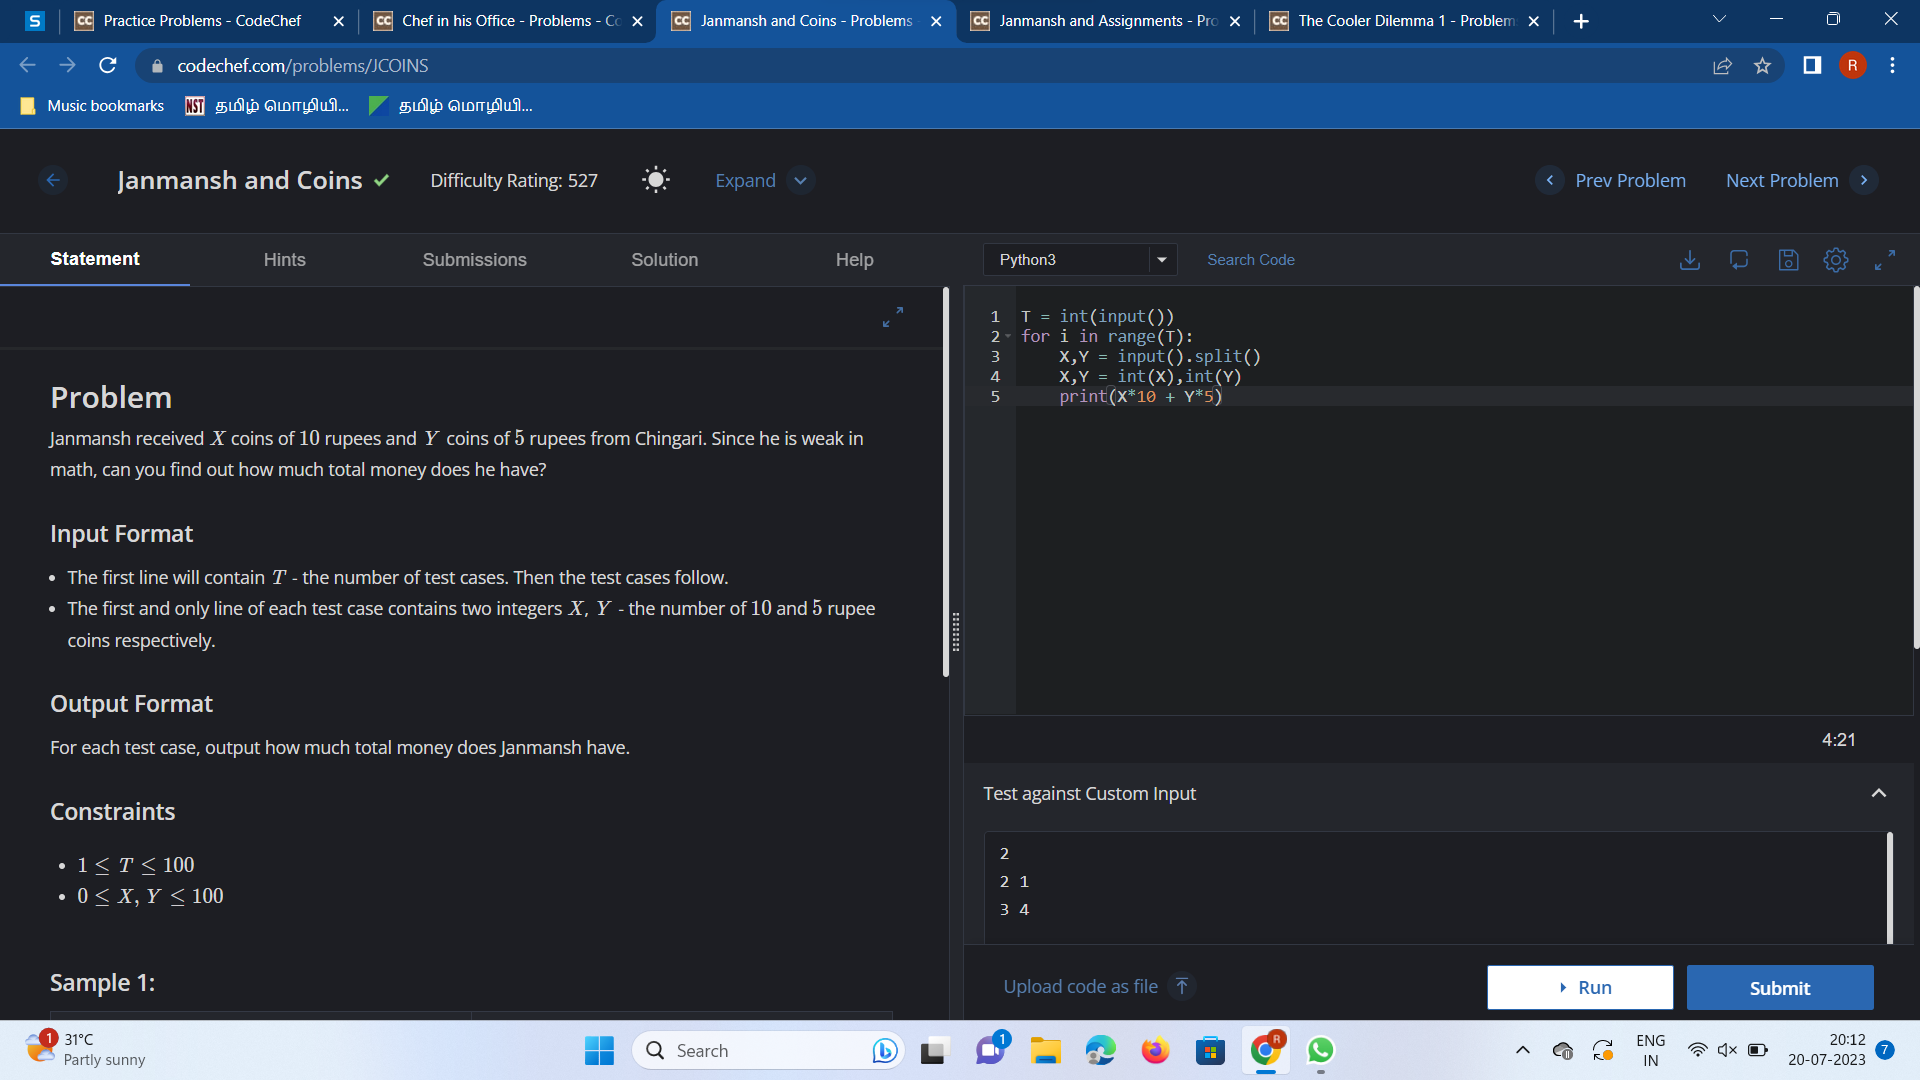 Practice Problems - CodeChef
Chef in his Office - Problems - Co
Janmansh and Coins - Problems
Janmansh and Assignments - Pro
The Cooler Dilemma 1 - Problem
codechef.com/problems/JCOINS
R
Music bookmarks
NST
தமிழ் மொழியி...
தமிழ் மொழியி...
Janmansh and Coins
Difficulty Rating: 527
Expand
Prev Problem
Next Problem
Statement
Hints
Submissions
Solution
Help
Python3
Search Code
Problem
Janmansh received X coins of 10 rupees and Y coins of 5 rupees from Chingari. Since he is weak in
math, can you find out how much total money does he have?
Input Format
• The first line will contain T - the number of test cases. Then the test cases follow.
• The first and only line of each test case contains two integers X, Y - the number of 10 and 5 rupee
coins respectively.
Output Format
For each test case, output how much total money does Janmansh have.
Constraints
• 1 ≤ T ≤ 100
• 0 ≤ X, Y ≤ 100
Sample 1:
1 T = int(input())
2 for i in range(T):
3 X,Y = input().split()
4 X,Y = int(X),int(Y)
5 print(X*10 + Y*5)
4:21
Test against Custom Input
2
2 1
3 4
Upload code as file
Run
Submit
1
31°C
Partly sunny
Search
1
R
ENG
IN
20:12
20-07-2023
7